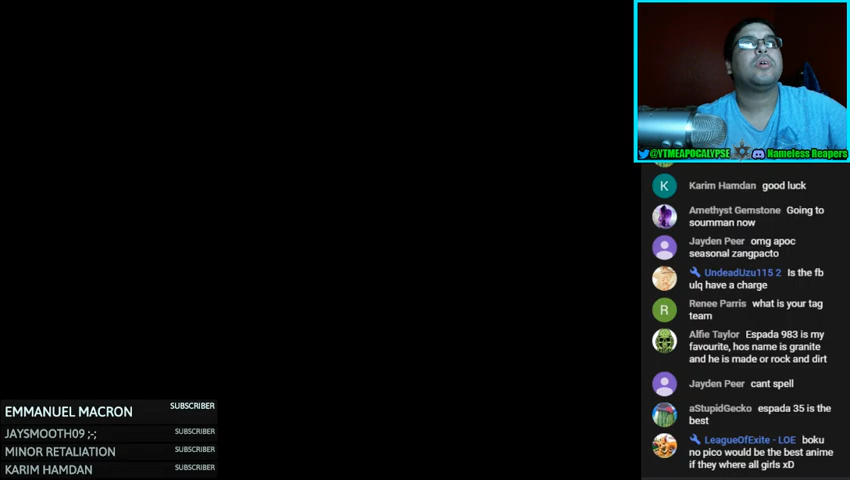 @YTMEAPOCALYPSE Nameless Reapers
K Karim Hamdan good luck
Amethyst Gemstone Going to
soumman now
Jayden Peer omg apoc
seasonal zangpacto
UndeadUzu115 2 Is the fb
ulq have a charge
R Renee Parris what is your tag
team
Alfie Taylor Espada 983 is my
favourite, hos name is granite
and he is made or rock and dirt
Jayden Peer cant spell
aStupidGecko espada 35 is the
best
LeagueOfExite - LOE boku
no pico would be the best anime
if they where all girls xD
EMMANUEL MACRON SUBSCRIBER
JAYSMOOTH09 ;-; SUBSCRIBER
MINOR RETALIATION SUBSCRIBER
KARIM HAMDAN SUBSCRIBER